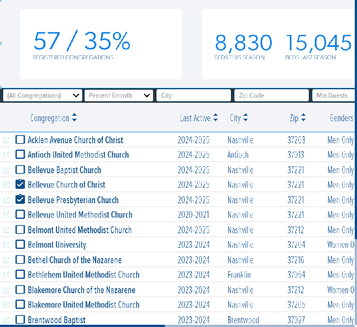 57 / 35%
REGISTERED CONGREGATIONS
8,830 15,045
BEDS THIS SEASON BEDS LAST SEASON
(All Congregations) Percent Growth City Zip Code Min Guests
Congregation Last Active City Zip Genders
Acklen Avenue Church of Christ 2024-2025 Nashville 37203 Men Only
Antioch United Methodist Church 2024-2025 Antioch 37013 Men Only
Bellevue Baptist Church 2024-2025 Nashville 37221 Men Only
Bellevue Church of Christ 2024-2025 Nashville 37221 Men Only
Bellevue Presbyterian Church 2024-2025 Nashville 37221 Men Only
Bellevue United Methodist Church 2020-2021 Nashville 37221 Men Only
Belmont United Methodist Church 2024-2025 Nashville 37212 Men Only
Belmont University 2023-2024 Nashville 37204 Women O
Bethel Church of the Nazarene 2023-2024 Nashville 37216 Men Only
Bethlehem United Methodist Church 2023-2024 Franklin 37064 Men Only
Blakemore Church of the Nazarene 2023-2024 Nashville 37212 Women O
Blakemore United Methodist Church 2023-2024 Nashville 37205 Men Only
Brentwood Baptist 2023-2024 Brentwood 37027 Men Only